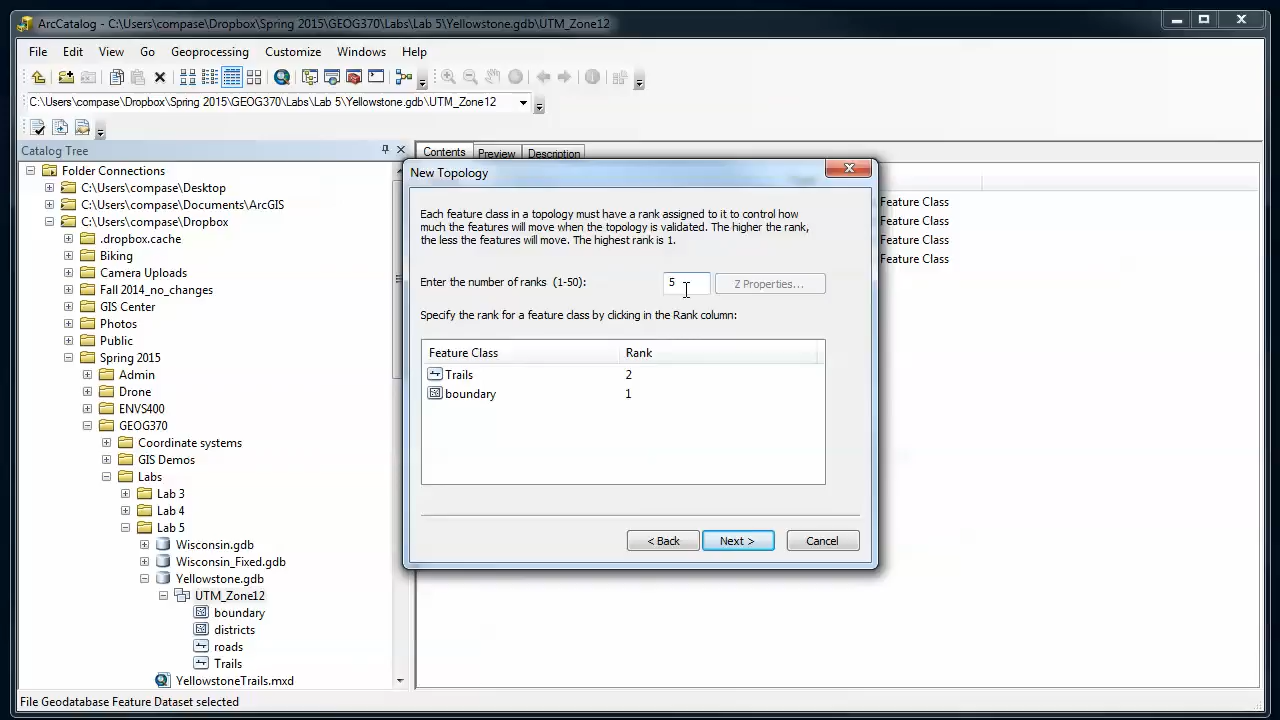 ArcCatalog - C:\Users\compase\Dropbox\Spring 2015\GEOG370\Labs\Lab 5\Yellowstone.gdb\UTM_Zone12
File Edit View Go Geoprocessing Customize Windows Help
C:\Users\compase\Dropbox\Spring 2015\GEOG370\Labs\Lab 5\Yellowstone.gdb\UTM_Zone12
Catalog Tree
Folder Connections
C:\Users\compase\Desktop
C:\Users\compase\Documents\ArcGIS
C:\Users\compase\Dropbox
.dropbox.cache
Biking
Camera Uploads
Fall 2014_no_changes
GIS Center
Photos
Public
Spring 2015
Admin
Drone
ENVS400
GEOG370
Coordinate systems
GIS Demos
Labs
Lab 3
Lab 4
Lab 5
Wisconsin.gdb
Wisconsin_Fixed.gdb
Yellowstone.gdb
UTM_Zone12
boundary
districts
roads
Trails
YellowstoneTrails.mxd
Contents Preview Description
Feature Class
Feature Class
Feature Class
Feature Class
New Topology
Each feature class in a topology must have a rank assigned to it to control how
much the features will move when the topology is validated. The higher the rank,
the less the features will move. The highest rank is 1.
Enter the number of ranks (1-50): 5 Z Properties...
Specify the rank for a feature class by clicking in the Rank column:
Feature Class Rank
Trails 2
boundary 1
< Back Next > Cancel
File Geodatabase Feature Dataset selected